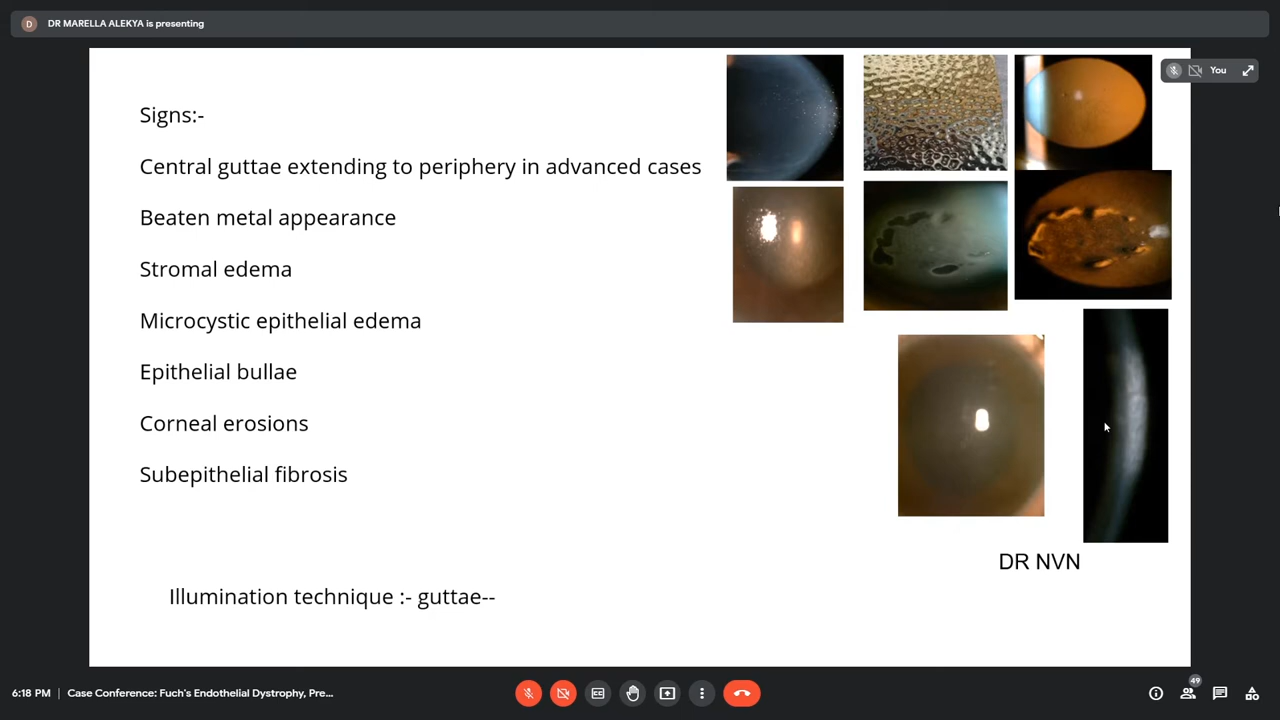 D DR MARELLA ALEKYA is presenting
You
Signs:-
Central guttae extending to periphery in advanced cases
Beaten metal appearance
Stromal edema
Microcystic epithelial edema
Epithelial bullae
Corneal erosions
Subepithelial fibrosis
DR NVN
Illumination technique :- guttae--
6:18 PM | Case Conference: Fuch's Endothelial Dystrophy, Pre...
CC
49